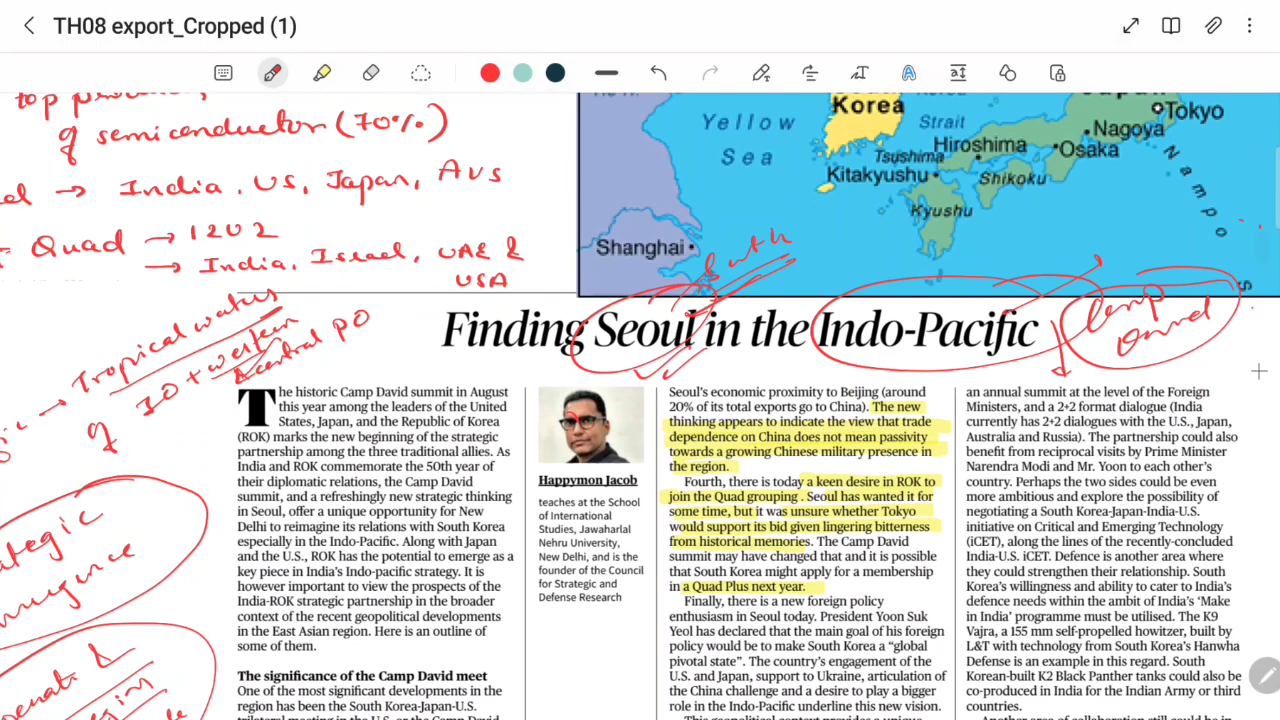 TH08 export_Cropped (1)
top
of semiconductor (70%)
→ India, US, Japan, Aus
Quad → I2U2
→ India, Israel, UAE &
USA
Tropical waters
of IO + western
& central PO
South
Camp
David
Korea
Yellow
Sea
Strait
Tokyo
Nagoya
Hiroshima
Osaka
Tsushima
Kitakyushu
Shikoku
Kyushu
Nampo
Shanghai
Finding Seoul in the Indo-Pacific
The historic Camp David summit in August
this year among the leaders of the United
States, Japan, and the Republic of Korea
(ROK) marks the new beginning of the strategic
partnership among the three traditional allies. As
India and ROK commemorate the 50th year of
their diplomatic relations, the Camp David
summit, and a refreshingly new strategic thinking
in Seoul, offer a unique opportunity for New
Delhi to reimagine its relations with South Korea
especially in the Indo-Pacific. Along with Japan
and the U.S., ROK has the potential to emerge as a
key piece in India's Indo-pacific strategy. It is
however important to view the prospects of the
India-ROK strategic partnership in the broader
context of the recent geopolitical developments
in the East Asian region. Here is an outline of
some of them.
The significance of the Camp David meet
One of the most significant developments in the
region has been the South Korea-Japan-U.S.
trilateral meeting in the U.S. or the Camp David
Happymon Jacob
teaches at the School
of International
Studies, Jawaharlal
Nehru University,
New Delhi, and is the
founder of the Council
for Strategic and
Defense Research
Seoul's economic proximity to Beijing (around
20% of its total exports go to China). The new
thinking appears to indicate the view that trade
dependence on China does not mean passivity
towards a growing Chinese military presence in
the region.
Fourth, there is today a keen desire in ROK to
join the Quad grouping . Seoul has wanted it for
some time, but it was unsure whether Tokyo
would support its bid given lingering bitterness
from historical memories. The Camp David
summit may have changed that and it is possible
that South Korea might apply for a membership
in a Quad Plus next year.
Finally, there is a new foreign policy
enthusiasm in Seoul today. President Yoon Suk
Yeol has declared that the main goal of his foreign
policy would be to make South Korea a “global
pivotal state”. The country's engagement of the
U.S. and Japan, support to Ukraine, articulation of
the China challenge and a desire to play a bigger
role in the Indo-Pacific underline this new vision.
This geopolitical context provides a unique
an annual summit at the level of the Foreign
Ministers, and a 2+2 format dialogue (India
currently has 2+2 dialogues with the U.S., Japan,
Australia and Russia). The partnership could also
benefit from reciprocal visits by Prime Minister
Narendra Modi and Mr. Yoon to each other's
country. Perhaps the two sides could be even
more ambitious and explore the possibility of
negotiating a South Korea-Japan-India-U.S.
initiative on Critical and Emerging Technology
(iCET), along the lines of the recently-concluded
India-U.S. iCET. Defence is another area where
they could strengthen their relationship. South
Korea's willingness and ability to cater to India's
defence needs within the ambit of India's ‘Make
in India’ programme must be utilised. The K9
Vajra, a 155 mm self-propelled howitzer, built by
L&T with technology from South Korea's Hanwha
Defense is an example in this regard. South
Korean-built K2 Black Panther tanks could also be
co-produced in India for the Indian Army or third
countries.